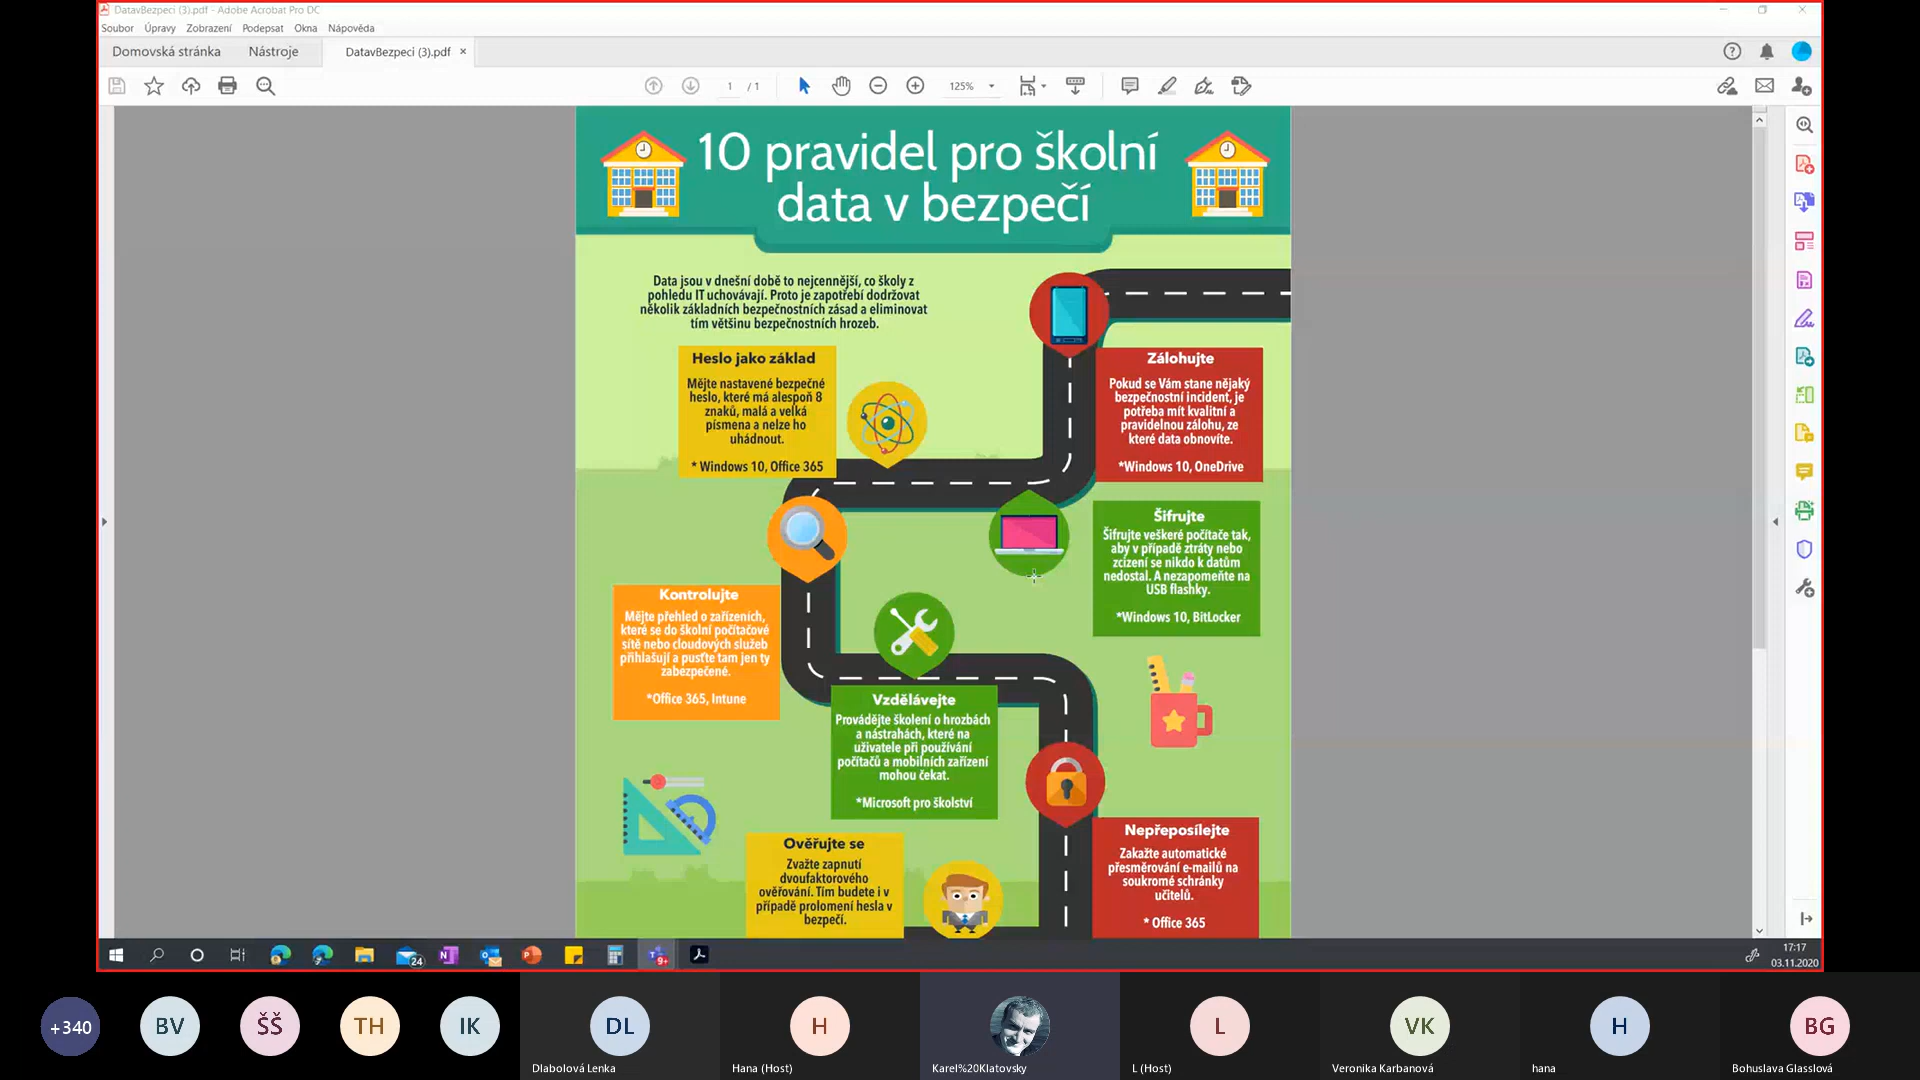 DatavBezpeci (3).pdf - Adobe Acrobat Pro DC
Soubor Úpravy Zobrazení Podepsat Okna Nápověda
Domovská stránka Nástroje DatavBezpeci (3).pdf ×
1 / 1 125%
10 pravidel pro školní
data v bezpečí
Data jsou v dnešní době to nejcennější, co školy z
pohledu IT uchovávají. Proto je zapotřebí dodržovat
několik základních bezpečnostních zásad a eliminovat
tím většinu bezpečnostních hrozeb.
Heslo jako základ
Mějte nastavené bezpečné
heslo, které má alespoň 8
znaků, malá a velká
písmena a nelze ho
uhádnout.
* Windows 10, Office 365
Zálohujte
Pokud se Vám stane nějaký
bezpečnostní incident, je
potřeba mít kvalitní a
pravidelnou zálohu, ze
které data obnovíte.
*Windows 10, OneDrive
Šifrujte
Šifrujte veškeré počítače tak,
aby v případě ztráty nebo
zcizení se nikdo k datům
nedostal. A nezapomeňte na
USB flashky.
*Windows 10, BitLocker
Kontrolujte
Mějte přehled o zařízeních,
které se do školní počítačové
sítě nebo cloudových služeb
přihlašují a pusťte tam jen ty
zabezpečené.
*Office 365, Intune
Vzdělávejte
Provádějte školení o hrozbách
a nástrahách, které na
uživatele při používání
počítačů a mobilních zařízení
mohou čekat.
*Microsoft pro školství
Ověřujte se
Zvažte zapnutí
dvoufaktorového
ověřování. Tím budete i v
případě prolomení hesla v
bezpečí.
Nepřeposílejte
Zakažte automatické
přesměrování e-mailů na
soukromé schránky
učitelů.
* Office 365
24
9+
17:17
03.11.2020
+340 BV ŠŠ TH IK DL H L VK H BG
Dlabolová Lenka Hana (Host) Karel%20Klatovsky L (Host) Veronika Karbanová hana Bohuslava Glasslová